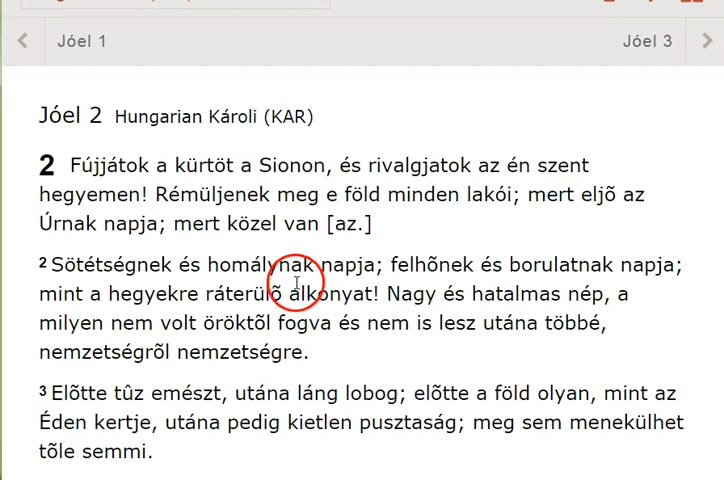 Jóel 1
Jóel 3
Jóel 2 Hungarian Károli (KAR)
2 Fújjátok a kürtöt a Sionon, és rivalgjatok az én szent
hegyemen! Rémüljenek meg e föld minden lakói; mert eljõ az
Úrnak napja; mert közel van [az.]
2 Sötétségnek és homálynak napja; felhõnek és borulatnak napja;
mint a hegyekre ráterülõ alkonyat! Nagy és hatalmas nép, a
milyen nem volt öröktõl fogva és nem is lesz utána többé,
nemzetségrõl nemzetségre.
3 Elõtte tûz emészt, utána láng lobog; elõtte a föld olyan, mint az
Éden kertje, utána pedig kietlen pusztaság; meg sem menekülhet
tõle semmi.